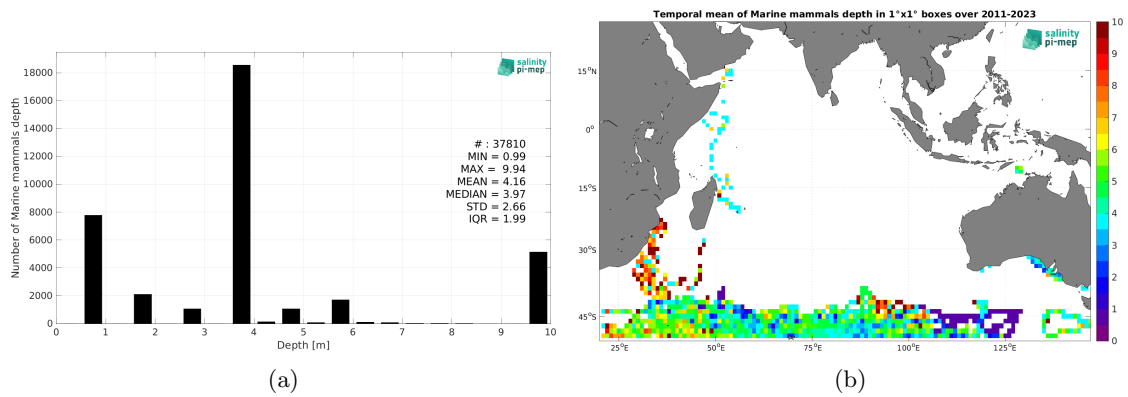 Temporal mean of Marine mammals depth in 1°x1° boxes over 2011-2023
salinity
pi-mep
18000
16000
14000
12000
10000
8000
6000
4000
2000
0
Number of Marine mammals depth
# : 37810
MIN = 0.99
MAX = 9.94
MEAN = 4.16
MEDIAN = 3.97
STD = 2.66
IQR = 1.99
0 1 2 3 4 5 6 7 8 9 10
Depth [m]
(a)
salinity
pi-mep
15°N
0°
15°S
30°S
45°S
25°E 50°E 75°E 100°E 125°E
10
9
8
7
6
5
4
3
2
1
0
(b)